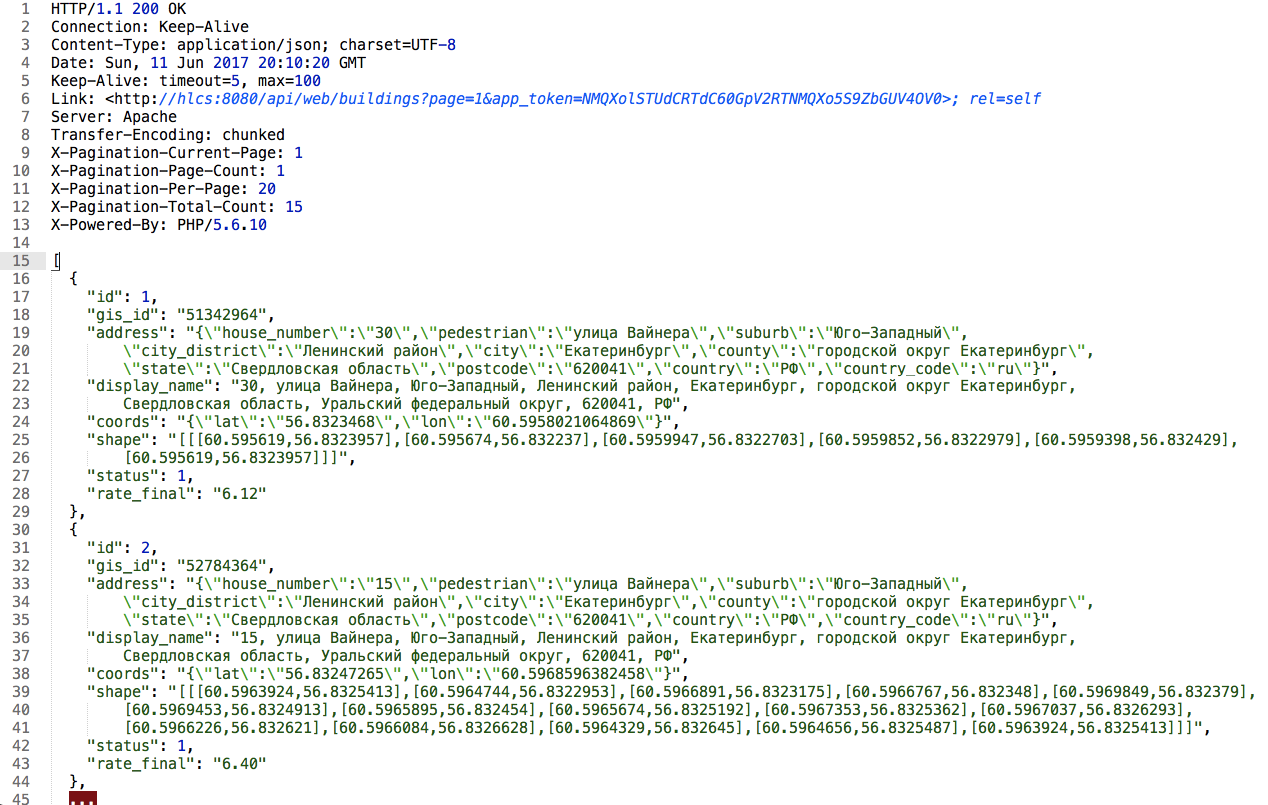 1 HTTP/1.1 200 OK
2 Connection: Keep-Alive
3 Content-Type: application/json; charset=UTF-8
4 Date: Sun, 11 Jun 2017 20:10:20 GMT
5 Keep-Alive: timeout=5, max=100
6 Link: <http://hlcs:8080/api/web/buildings?page=1&app_token=NMQXolSTUdCRTdC60GpV2RTNMQXo5S9ZbGUV4OV0>; rel=self
7 Server: Apache
8 Transfer-Encoding: chunked
9 X-Pagination-Current-Page: 1
10 X-Pagination-Page-Count: 1
11 X-Pagination-Per-Page: 20
12 X-Pagination-Total-Count: 15
13 X-Powered-By: PHP/5.6.10
14
15 [
16 {
17 "id": 1,
18 "gis_id": "51342964",
19 "address": "{\"house_number\":\"30\",\"pedestrian\":\"улица Вайнера\",\"suburb\":\"Юго-Западный\",
20 \"city_district\":\"Ленинский район\",\"city\":\"Екатеринбург\",\"county\":\"городской округ Екатеринбург\",
21 \"state\":\"Свердловская область\",\"postcode\":\"620041\",\"country\":\"РФ\",\"country_code\":\"ru\"}",
22 "display_name": "30, улица Вайнера, Юго-Западный, Ленинский район, Екатеринбург, городской округ Екатеринбург,
23 Свердловская область, Уральский федеральный округ, 620041, РФ",
24 "coords": "{\"lat\":\"56.8323468\",\"lon\":\"60.5958021064869\"}",
25 "shape": "[[[60.595619,56.8323957],[60.595674,56.832237],[60.5959947,56.8322703],[60.5959852,56.8322979],[60.5959398,56.832429],
26 [60.595619,56.8323957]]]",
27 "status": 1,
28 "rate_final": "6.12"
29 },
30 {
31 "id": 2,
32 "gis_id": "52784364",
33 "address": "{\"house_number\":\"15\",\"pedestrian\":\"улица Вайнера\",\"suburb\":\"Юго-Западный\",
34 \"city_district\":\"Ленинский район\",\"city\":\"Екатеринбург\",\"county\":\"городской округ Екатеринбург\",
35 \"state\":\"Свердловская область\",\"postcode\":\"620041\",\"country\":\"РФ\",\"country_code\":\"ru\"}",
36 "display_name": "15, улица Вайнера, Юго-Западный, Ленинский район, Екатеринбург, городской округ Екатеринбург,
37 Свердловская область, Уральский федеральный округ, 620041, РФ",
38 "coords": "{\"lat\":\"56.83247265\",\"lon\":\"60.5968596382458\"}",
39 "shape": "[[[60.5963924,56.8325413],[60.5964744,56.8322953],[60.5966891,56.8323175],[60.5966767,56.832348],[60.5969849,56.832379],
40 [60.5969453,56.8324913],[60.5965895,56.832454],[60.5965674,56.8325192],[60.5967353,56.8325362],[60.5967037,56.8326293],
41 [60.5966226,56.832621],[60.5966084,56.8326628],[60.5964329,56.832645],[60.5964656,56.8325487],[60.5963924,56.8325413]]]",
42 "status": 1,
43 "rate_final": "6.40"
44 },
45 ...